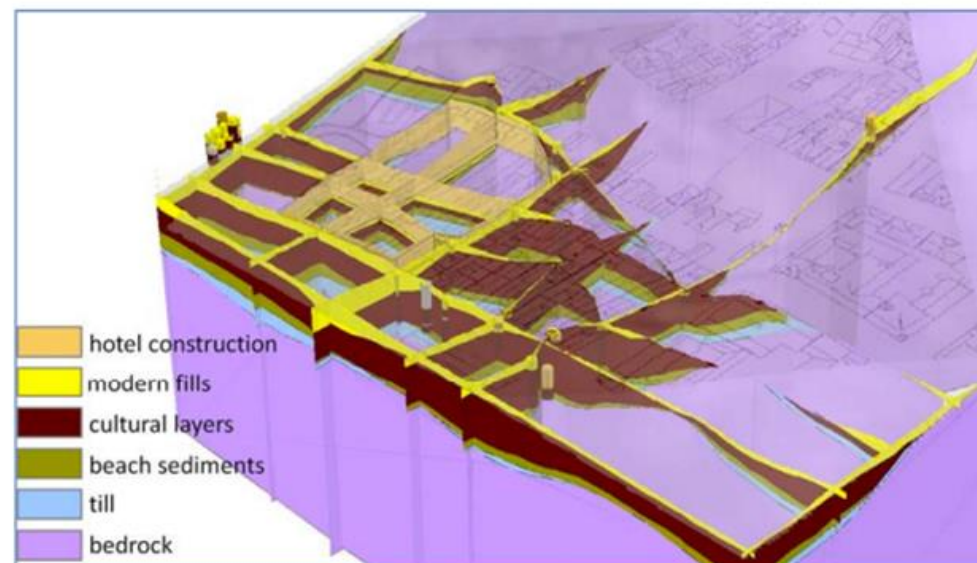 hotel construction
modern fills
cultural layers
beach sediments
till
bedrock